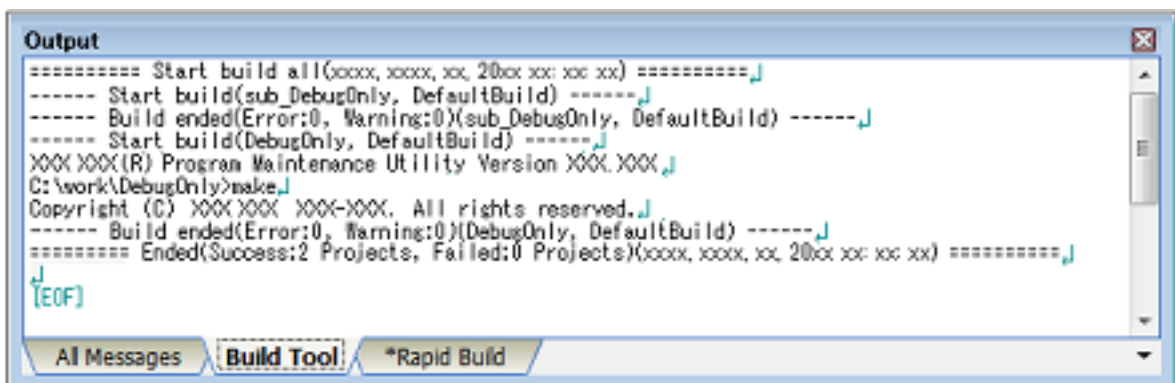 Output
========== Start build all(xxxx, xxxx, xx, 20xx xx: xx: xx) ==========
------ Start build(sub_DebugOnly, DefaultBuild) ------
------ Build ended(Error:0, Warning:0)(sub_DebugOnly, DefaultBuild) ------
------ Start build(DebugOnly, DefaultBuild) ------
XXX XXX(R) Program Maintenance Utility Version XXX.XXX
C:\work\DebugOnly>make
Copyright (C) XXX XXX XXX-XXX. All rights reserved.
------ Build ended(Error:0, Warning:0)(DebugOnly, DefaultBuild) ------
========= Ended(Success:2 Projects, Failed:0 Projects)(xxxx, xxxx, xx, 20xx xx: xx: xx) ==========
[EOF]
All Messages Build Tool *Rapid Build